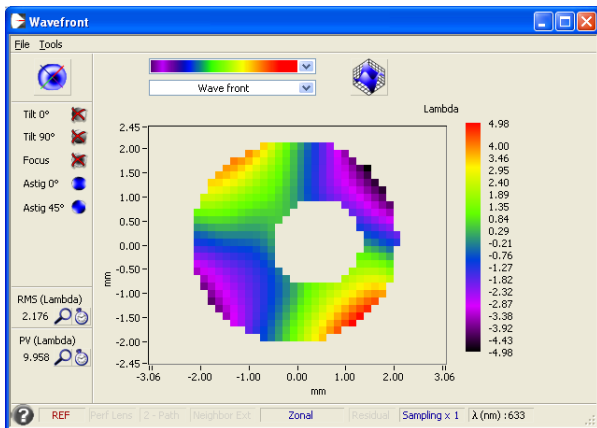 Wavefront
File Tools
Wave front
Tilt 0°
Tilt 90°
Focus
Astig 0°
Astig 45°
RMS (Lambda)
2.176
PV (Lambda)
9.958
2.45
2.00
1.50
1.00
0.50
0.00
-0.50
-1.00
-1.50
-2.00
-2.45
mm
-3.06 -2.00 -1.00 0.00 1.00 2.00 3.06
mm
Lambda
4.98
4.00
3.46
2.95
2.40
1.89
1.35
0.84
0.29
-0.21
-0.76
-1.27
-1.82
-2.32
-2.87
-3.38
-3.92
-4.43
-4.98
REF Perf Lens 2 - Path Neighbor Ext Zonal Residual Sampling x 1 λ (nm) :633